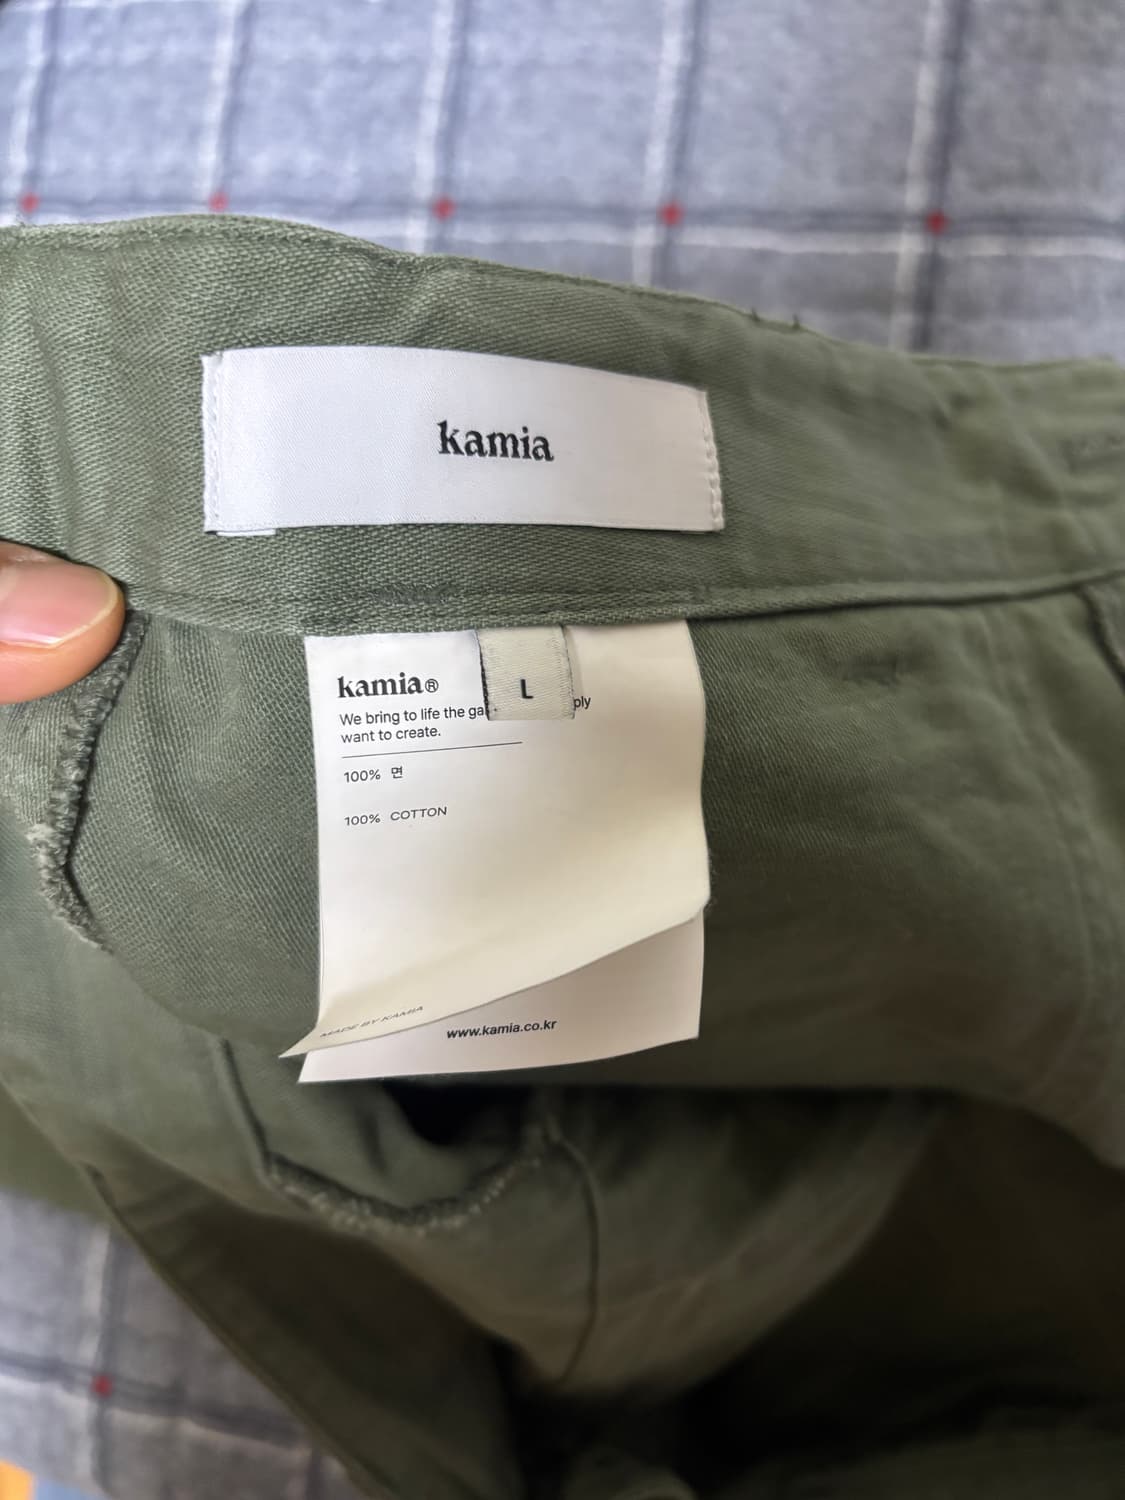 kamia
L
kamia®
We bring to life the ga ply
want to create.
100% 면
100% COTTON
MADE BY KAMIA
www.kamia.co.kr